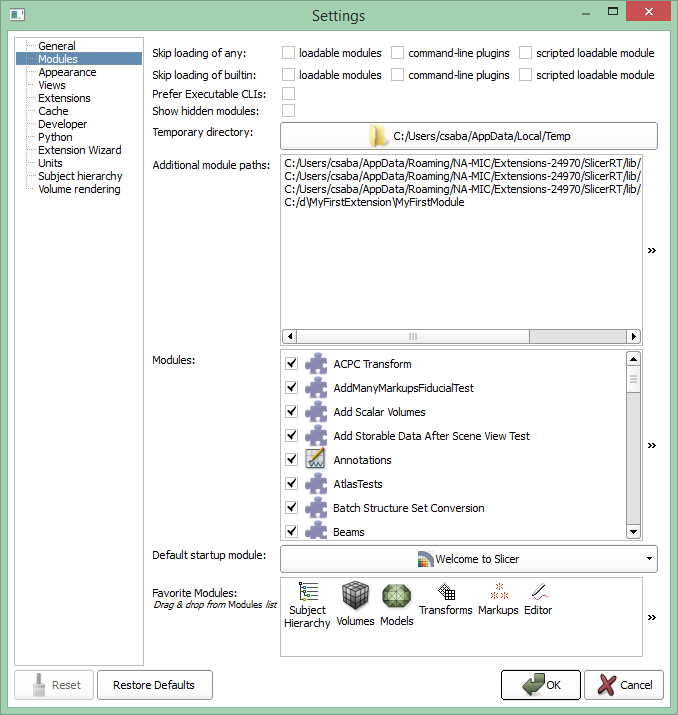 Settings
General
Modules
Appearance
Views
Extensions
Cache
Developer
Python
Extension Wizard
Units
Subject hierarchy
Volume rendering
Skip loading of any: loadable modules command-line plugins scripted loadable module
Skip loading of builtin: loadable modules command-line plugins scripted loadable module
Prefer Executable CLIs:
Show hidden modules:
Temporary directory: C:/Users/csaba/AppData/Local/Temp
Additional module paths: C:/Users/csaba/AppData/Roaming/NA-MIC/Extensions-24970/SlicerRT/lib/
C:/Users/csaba/AppData/Roaming/NA-MIC/Extensions-24970/SlicerRT/lib/
C:/Users/csaba/AppData/Roaming/NA-MIC/Extensions-24970/SlicerRT/lib/
C:/d\MyFirstExtension\MyFirstModule
»
Modules: ACPC Transform
AddManyMarkupsFiducialTest
Add Scalar Volumes
Add Storable Data After Scene View Test
Annotations
AtlasTests
Batch Structure Set Conversion
Beams
»
Default startup module: Welcome to Slicer
Favorite Modules:
Drag & drop from Modules list
Subject
Hierarchy
Volumes
Models
Transforms
Markups
Editor
»
Reset
Restore Defaults
OK
Cancel